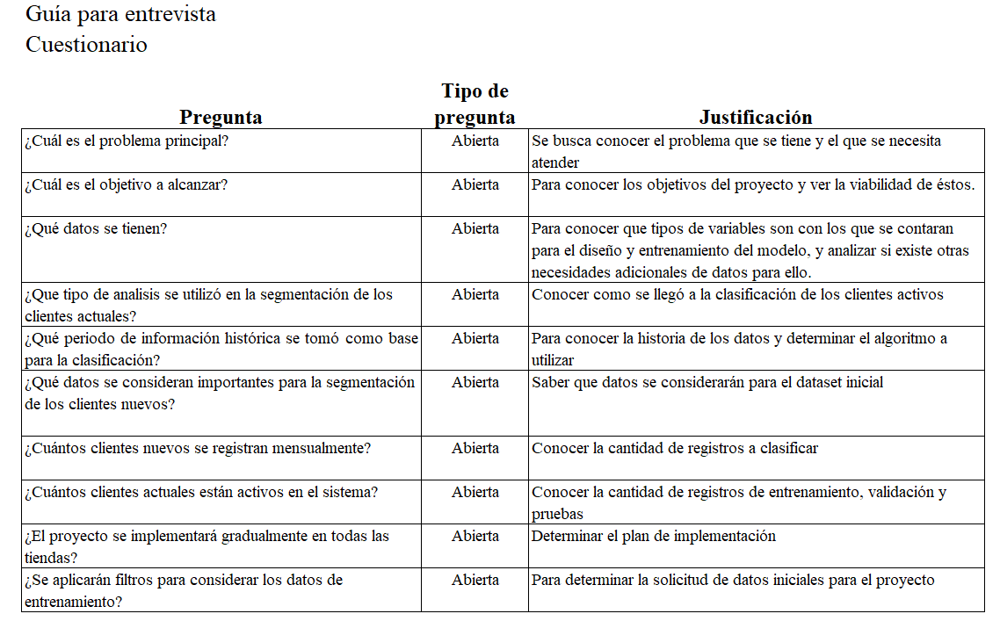 Guía para entrevista
Cuestionario
Pregunta
Tipo de
pregunta
Justificación
¿Cuál es el problema principal?
Abierta
Se busca conocer el problema que se tiene y el que se necesita
atender
¿Cuál es el objetivo a alcanzar?
Abierta
Para conocer los objetivos del proyecto y ver la viabilidad de éstos.
¿Qué datos se tienen?
Abierta
Para conocer que tipos de variables son con los que se contaran
para el diseño y entrenamiento del modelo, y analizar si existe otras
necesidades adicionales de datos para ello.
¿Que tipo de analisis se utilizó en la segmentación de los
clientes actuales?
Abierta
Conocer como se llegó a la clasificación de los clientes activos
¿Qué periodo de información histórica se tomó como base
para la clasificación?
Abierta
Para conocer la historia de los datos y determinar el algoritmo a
utilizar
¿Qué datos se consideran importantes para la segmentación
de los clientes nuevos?
Abierta
Saber que datos se considerarán para el dataset inicial
¿Cuántos clientes nuevos se registran mensualmente?
Abierta
Conocer la cantidad de registros a clasificar
¿Cuántos clientes actuales están activos en el sistema?
Abierta
Conocer la cantidad de registros de entrenamiento, validación y
pruebas
¿El proyecto se implementará gradualmente en todas las
tiendas?
Abierta
Determinar el plan de implementación
¿Se aplicarán filtros para considerar los datos de
entrenamiento?
Abierta
Para determinar la solicitud de datos iniciales para el proyecto